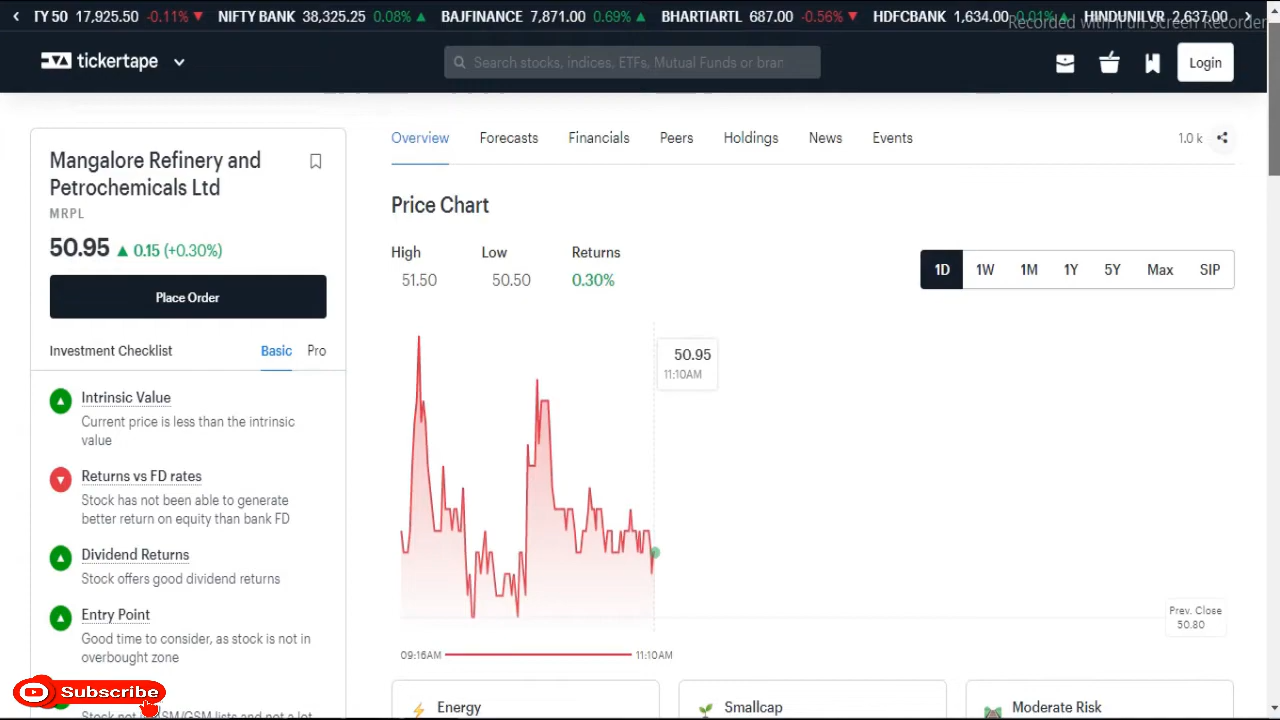 TY 50 17,925.50 -0.11% NIFTY BANK 38,325.25 0.08% BAJFINANCE 7,871.00 0.69% BHARTIARTL 687.00 -0.56% HDFCBANK 1,634.00 0.01% HINDUNILVR 2,637.00
Recorded with iFun Screen Recorder
tickertape
Search stocks, indices, ETFs, Mutual Funds or bran
Login
Mangalore Refinery and
Petrochemicals Ltd
MRPL
50.95 0.15 (+0.30%)
Place Order
Investment Checklist Basic Pro
Intrinsic Value
Current price is less than the intrinsic
value
Returns vs FD rates
Stock has not been able to generate
better return on equity than bank FD
Dividend Returns
Stock offers good dividend returns
Entry Point
Good time to consider, as stock is not in
overbought zone
Subscribe
Overview Forecasts Financials Peers Holdings News Events 1.0 k
Price Chart
High Low Returns
51.50 50.50 0.30%
1D 1W 1M 1Y 5Y Max SIP
50.95
11:10AM
Prev. Close
50.80
09:16AM 11:10AM
Energy Smallcap Moderate Risk